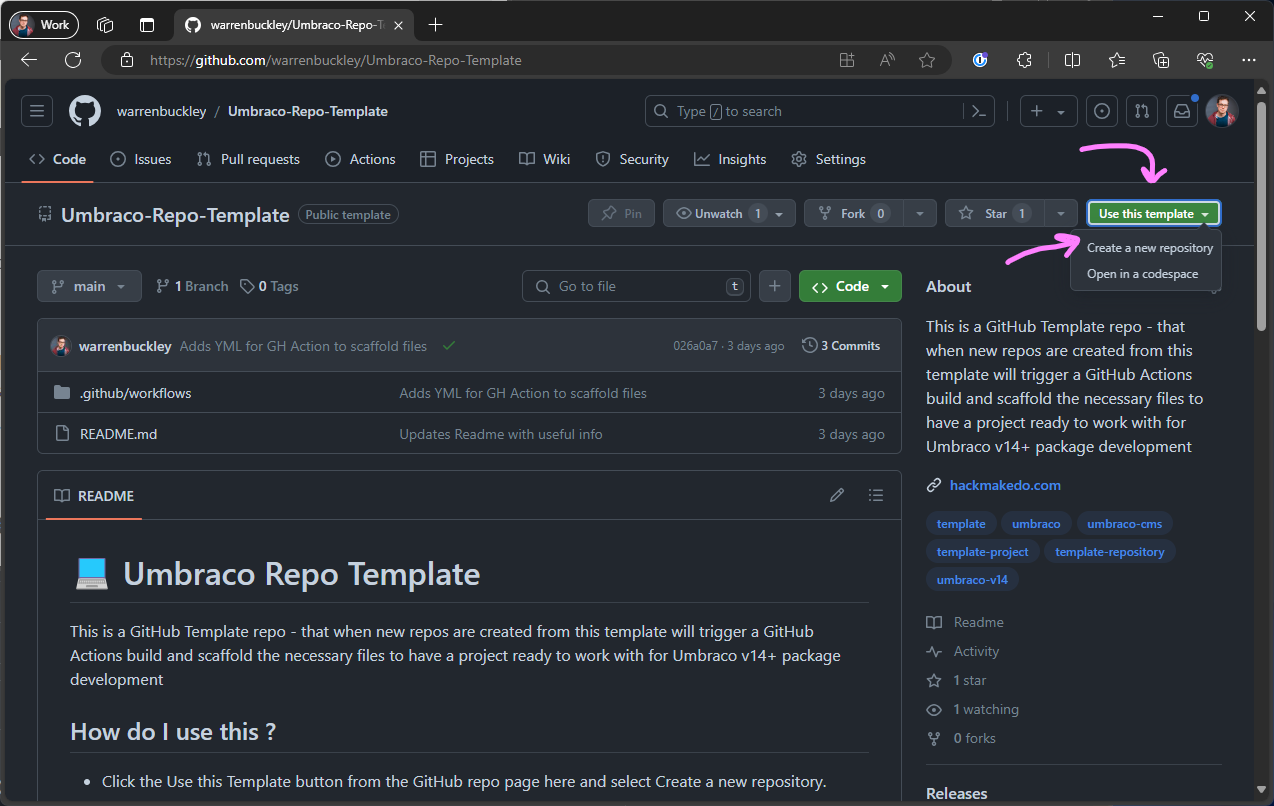 Work
warrenbuckley/Umbraco-Repo-T
https://github.com/warrenbuckley/Umbraco-Repo-Template
warrenbuckley / Umbraco-Repo-Template
Type / to search
Code Issues Pull requests Actions Projects Wiki Security Insights Settings
Umbraco-Repo-Template Public template
Pin Unwatch 1 Fork 0 Star 1 Use this template
Create a new repository
Open in a codespace
main 1 Branch 0 Tags
Go to file t
Code
warrenbuckley Adds YML for GH Action to scaffold files 026a0a7 · 3 days ago 3 Commits
.github/workflows Adds YML for GH Action to scaffold files 3 days ago
README.md Updates Readme with useful info 3 days ago
README
Umbraco Repo Template
This is a GitHub Template repo - that when new repos are created from this template will trigger a GitHub
Actions build and scaffold the necessary files to have a project ready to work with for Umbraco v14+ package
development
How do I use this ?
• Click the Use this Template button from the GitHub repo page here and select Create a new repository.
About
This is a GitHub Template repo - that
when new repos are created from this
template will trigger a GitHub Actions
build and scaffold the necessary files to
have a project ready to work with for
Umbraco v14+ package development
hackmakedo.com
template umbraco umbraco-cms
template-project template-repository
umbraco-v14
Readme
Activity
1 star
1 watching
0 forks
Releases